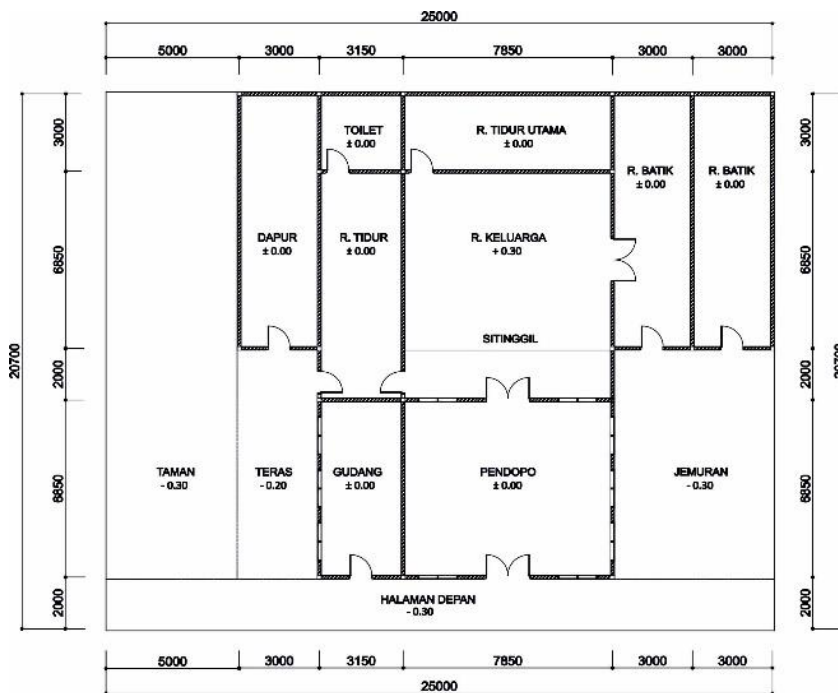 25000
5000 3000 3150 7850 3000 3000
3000
6850
2000
6850
2000
20700
TOILET
± 0.00
R. TIDUR UTAMA
± 0.00
R. BATIK
± 0.00
R. BATIK
± 0.00
DAPUR
± 0.00
R. TIDUR
± 0.00
R. KELUARGA
+ 0.30
SITINGGIL
TAMAN
- 0.30
TERAS
- 0.20
GUDANG
± 0.00
PENDOPO
± 0.00
JEMURAN
- 0.30
HALAMAN DEPAN
- 0.30
3000
6850
2000
6850
2000
5000 3000 3150 7850 3000 3000
25000